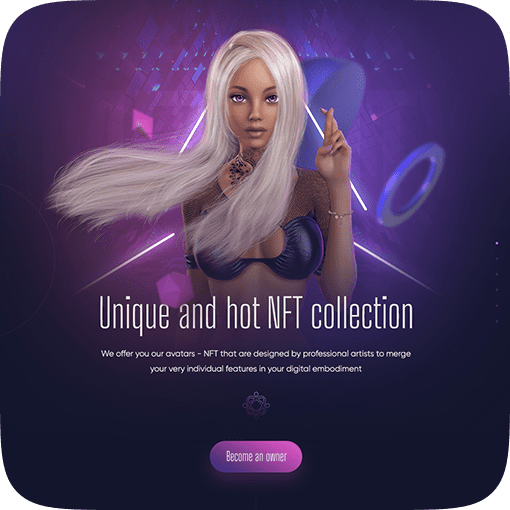 Unique and hot NFT collection
We offer you our avatars - NFT that are designed by professional artists to merge
your very individual features in your digital embodiment
Become an owner